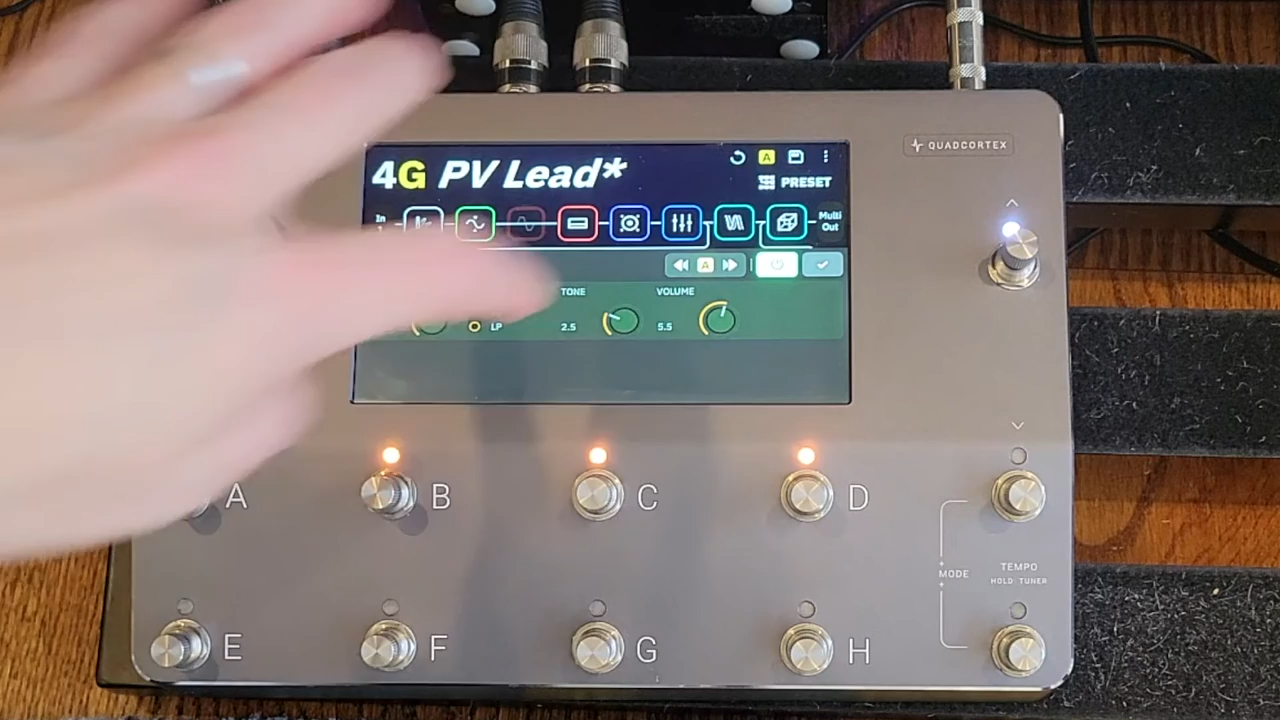 QUADCORTEX
4G PV Lead*
A
PRESET
In
Multi
Out
A
TONE
VOLUME
LP
2.5
5.5
A
B
C
D
MODE
TEMPO
HOLD: TUNER
E
F
G
H